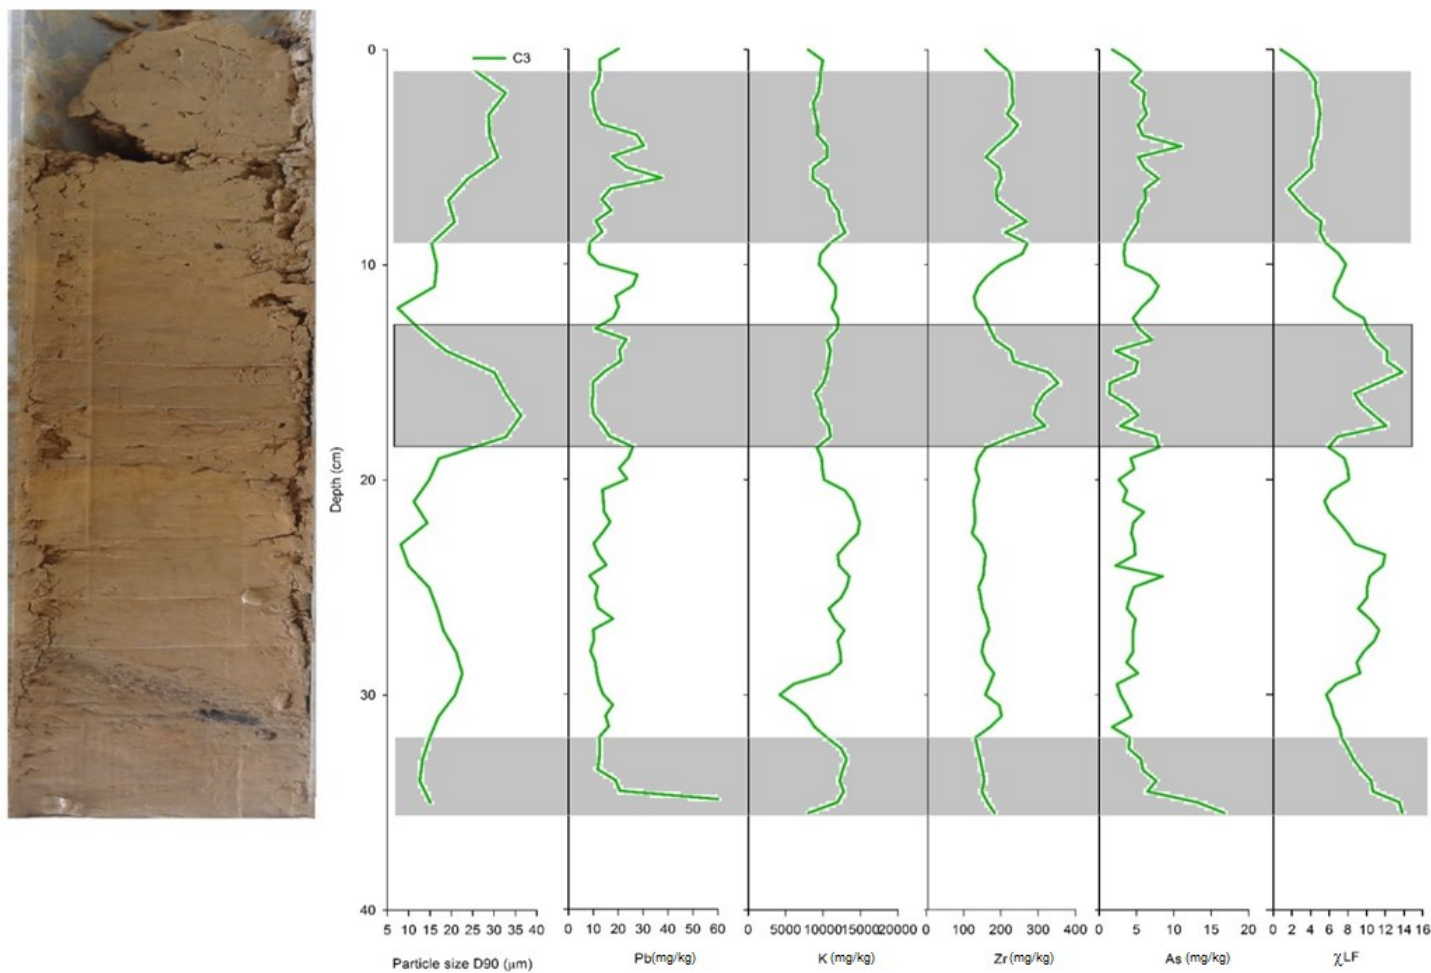 C3
0
10
20
30
40
Depth (cm)
5 10 15 20 25 30 35 40
0 10 20 30 40 50 60
0 5000 10000 15000 20000
0 100 200 300 400
0 5 10 15 20
0 2 4 6 8 10 12 14 16
Particle size D90 (μm)
Pb(mg/kg)
K (mg/kg)
Zr(mg/kg)
As (mg/kg)
χLF